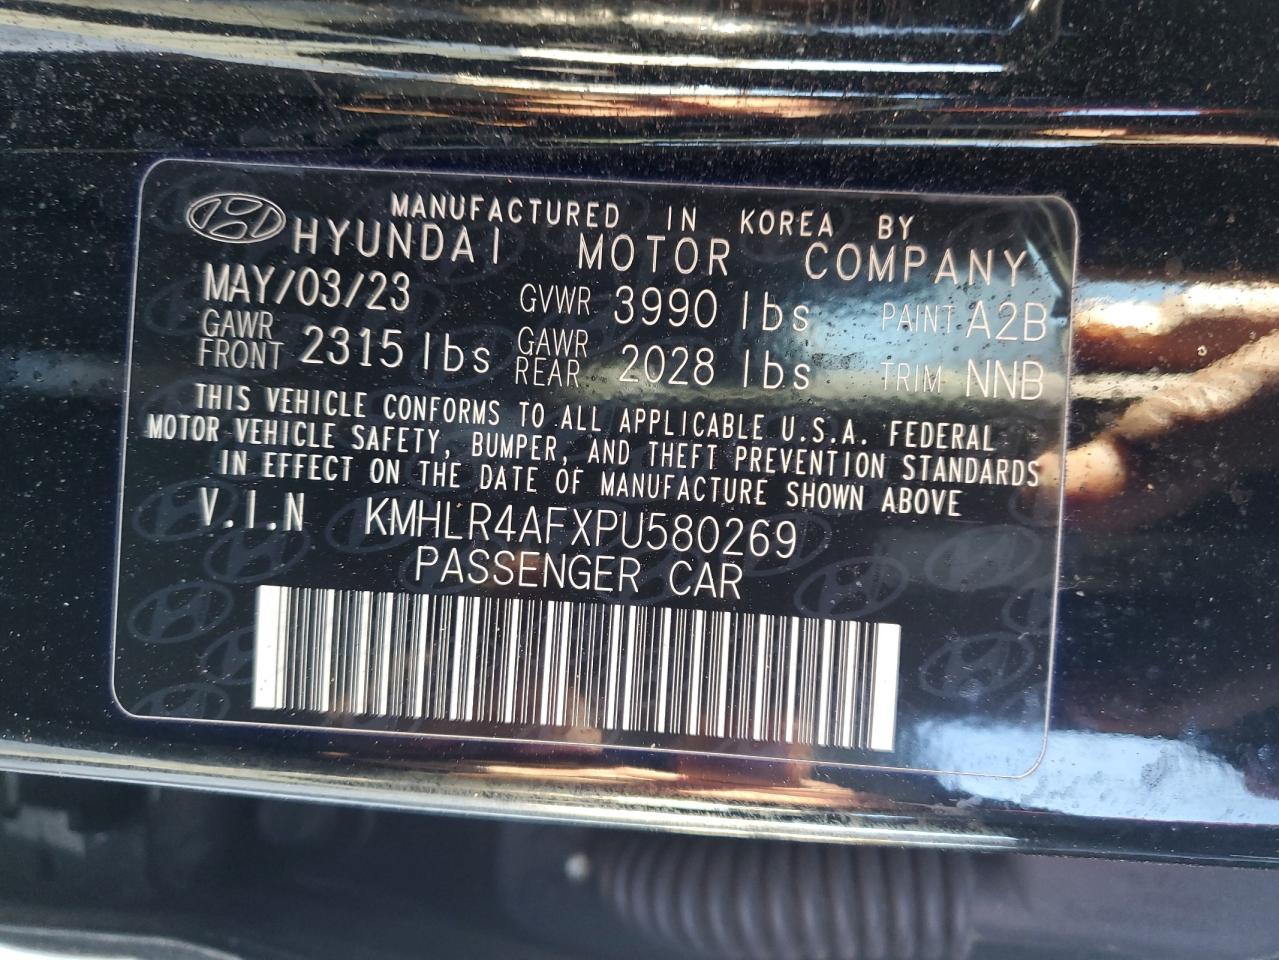 MANUFACTURED IN KOREA BY
HYUNDAI MOTOR COMPANY
MAY/03/23 GVWR 3990 lbs PAINT A2B
GAWR FRONT 2315 lbs GAWR REAR 2028 lbs TRIM NNB
THIS VEHICLE CONFORMS TO ALL APPLICABLE U.S.A. FEDERAL
MOTOR VEHICLE SAFETY, BUMPER, AND THEFT PREVENTION STANDARDS
IN EFFECT ON THE DATE OF MANUFACTURE SHOWN ABOVE
V.I.N KMHLR4AFXPU580269
PASSENGER CAR